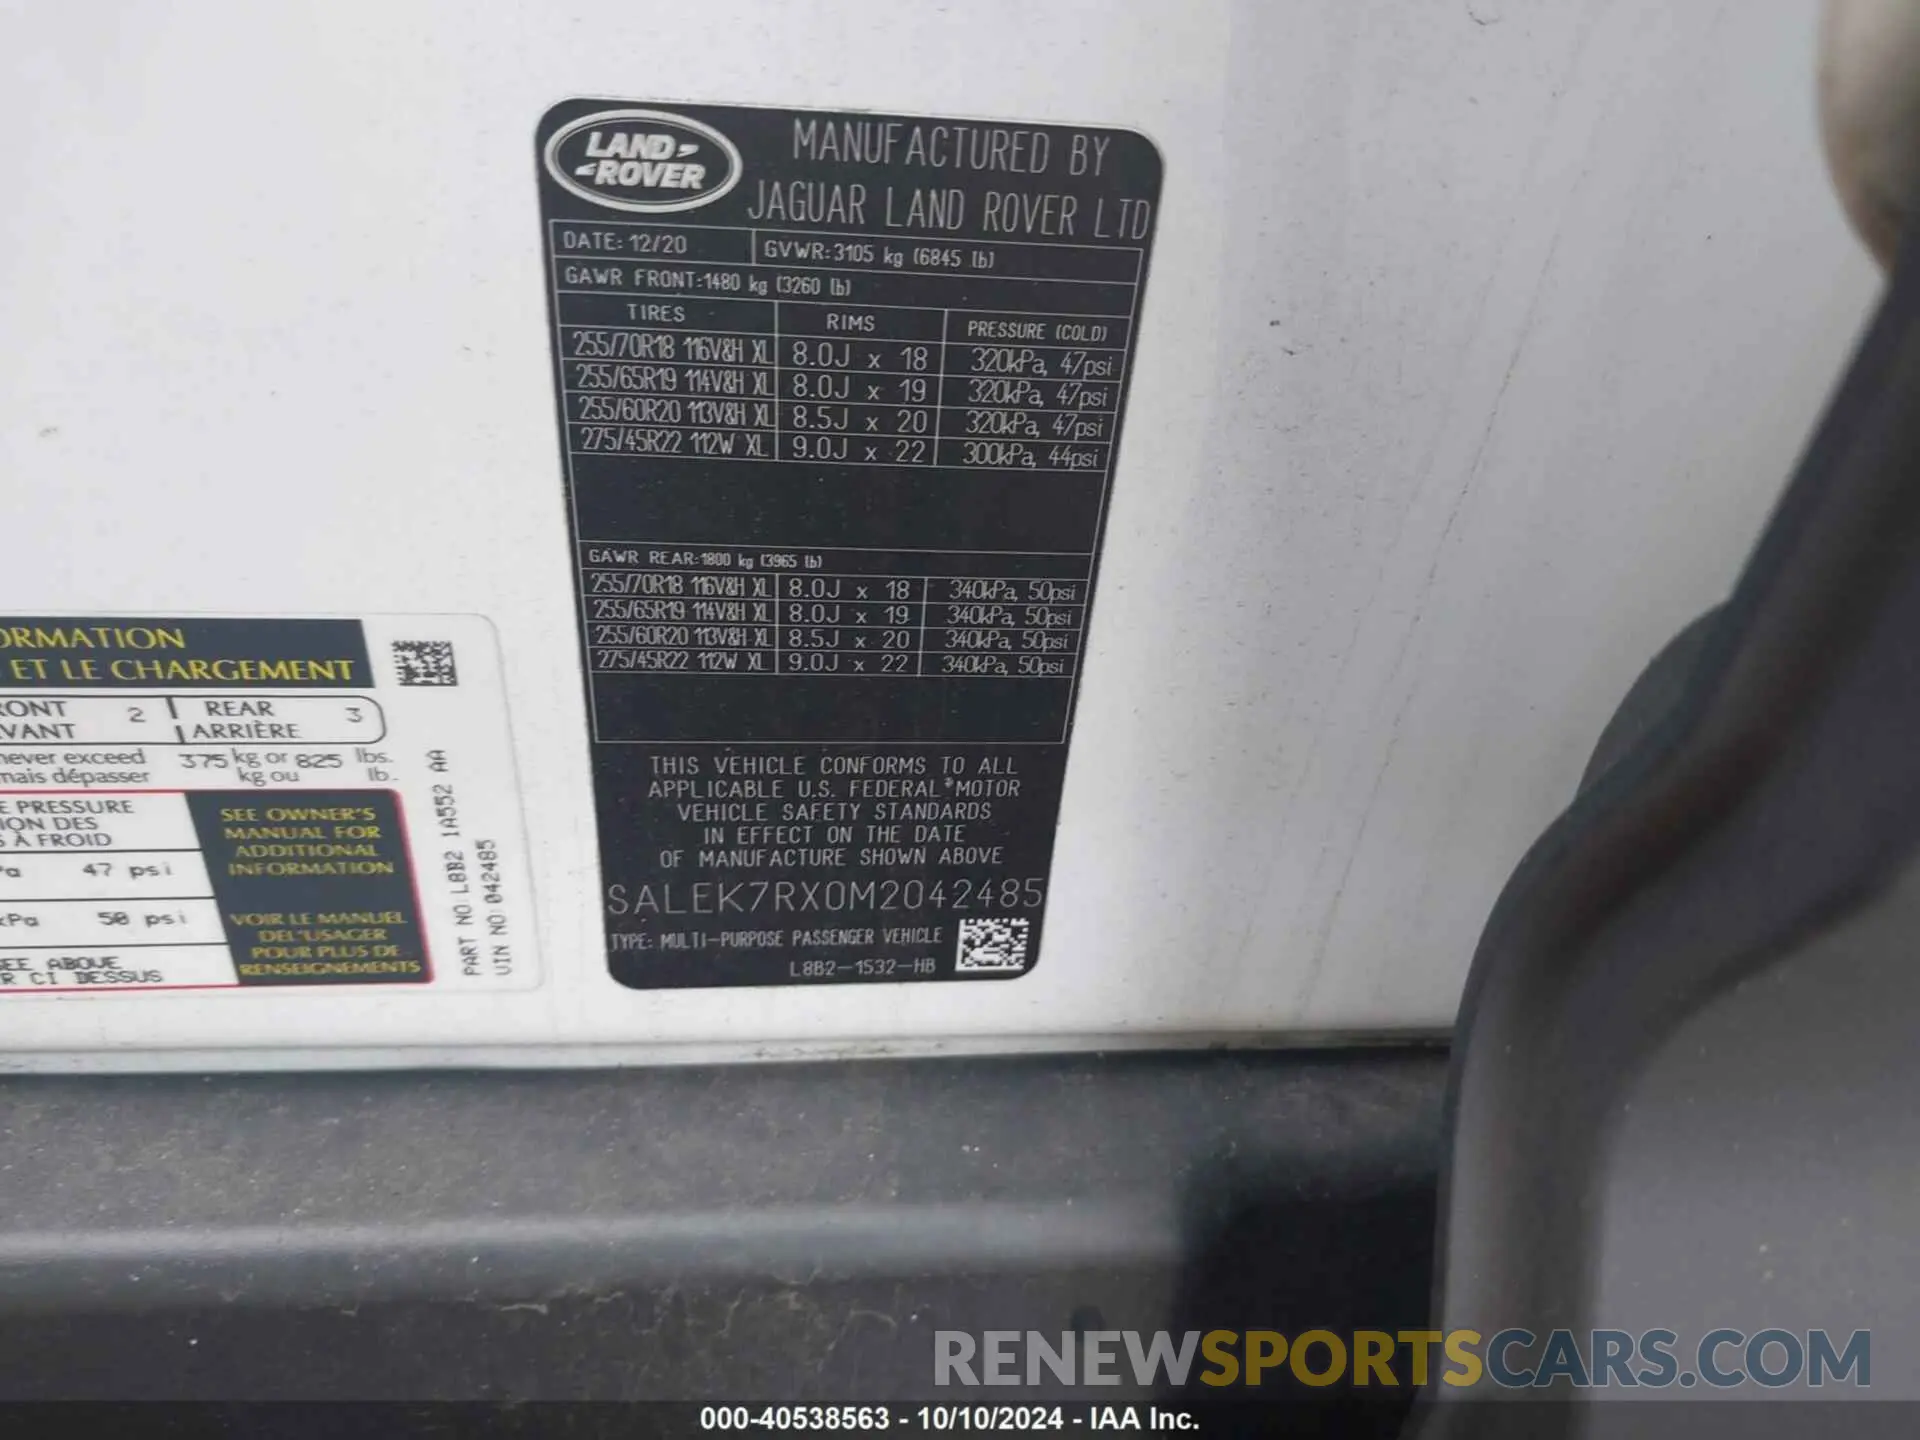 LAND ROVER
MANUFACTURED BY
JAGUAR LAND ROVER LTD
DATE: 12/20 GVWR: 3105 kg (6845 lb)
GAWR FRONT: 1480 kg (3260 lb)
TIRES RIMS PRESSURE (COLD)
255/70R18 116V&H XL 8.0J x 18 320kPa, 47psi
255/65R19 114V&H XL 8.0J x 19 320kPa, 47psi
255/60R20 113V&H XL 8.5J x 20 320kPa, 47psi
275/45R22 112W XL 9.0J x 22 300kPa, 44psi
GAWR REAR: 1800 kg (3965 lb)
255/70R18 116V&H XL 8.0J x 18 340kPa, 50psi
255/65R19 114V&H XL 8.0J x 19 340kPa, 50psi
255/60R20 113V&H XL 8.5J x 20 340kPa, 50psi
275/45R22 112W XL 9.0J x 22 340kPa, 50psi
THIS VEHICLE CONFORMS TO ALL
APPLICABLE U.S. FEDERAL MOTOR
VEHICLE SAFETY STANDARDS
IN EFFECT ON THE DATE
OF MANUFACTURE SHOWN ABOVE
SALEK7RX0M2042485
TYPE: MULTI-PURPOSE PASSENGER VEHICLE
L8B2-1532-HB
ORMATION
ET LE CHARGEMENT
RONT 2 REAR 3
VANT ARRIÈRE
never exceed 375 kg or 825 lbs.
mais dépasser kg ou lb.
E PRESSURE
ION DES
S À FROID
Pa 47 psi
kPa 50 psi
SEE ABOVE
R CI DESSUS
SEE OWNER'S
MANUAL FOR
ADDITIONAL
INFORMATION
VOIR LE MANUEL
DEL'USAGER
POUR PLUS DE
RENSEIGNEMENTS
PART NO: L8B2 1A552 AA
VIN NO: 042485
RENEWSPORTSCARS.COM
000-40538563 - 10/10/2024 - IAA Inc.